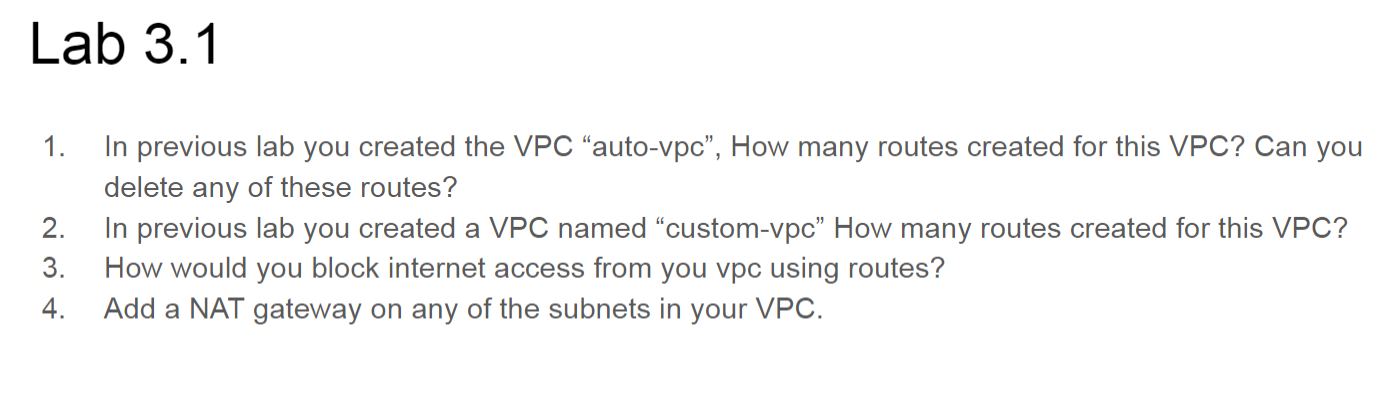 Lab 3.1
1. In previous lab you created the VPC “auto-vpc”, How many routes created for this VPC? Can you
delete any of these routes?
2. In previous lab you created a VPC named “custom-vpc” How many routes created for this VPC?
3. How would you block internet access from you vpc using routes?
4. Add a NAT gateway on any of the subnets in your VPC.